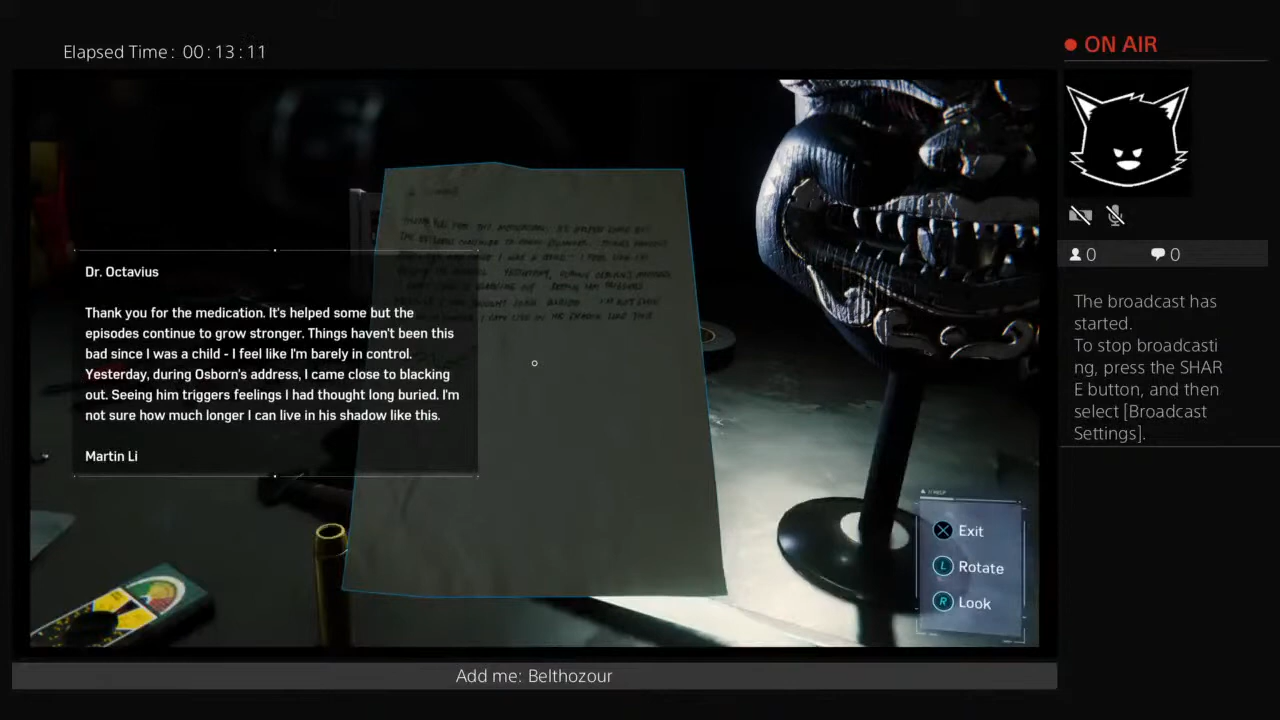 Elapsed Time: 00:13:11
ON AIR
Dr. Octavius
Thank you for the medication. It's helped some but the
episodes continue to grow stronger. Things haven't been this
bad since I was a child - I feel like I'm barely in control.
Yesterday, during Osborn's address, I came close to blacking
out. Seeing him triggers feelings I had thought long buried. I'm
not sure how much longer I can live in his shadow like this.
Martin Li
0
0
The broadcast has
started.
To stop broadcasti
ng, press the SHAR
E button, and then
select [Broadcast
Settings].
Exit
L Rotate
R Look
Add me: Belthozour